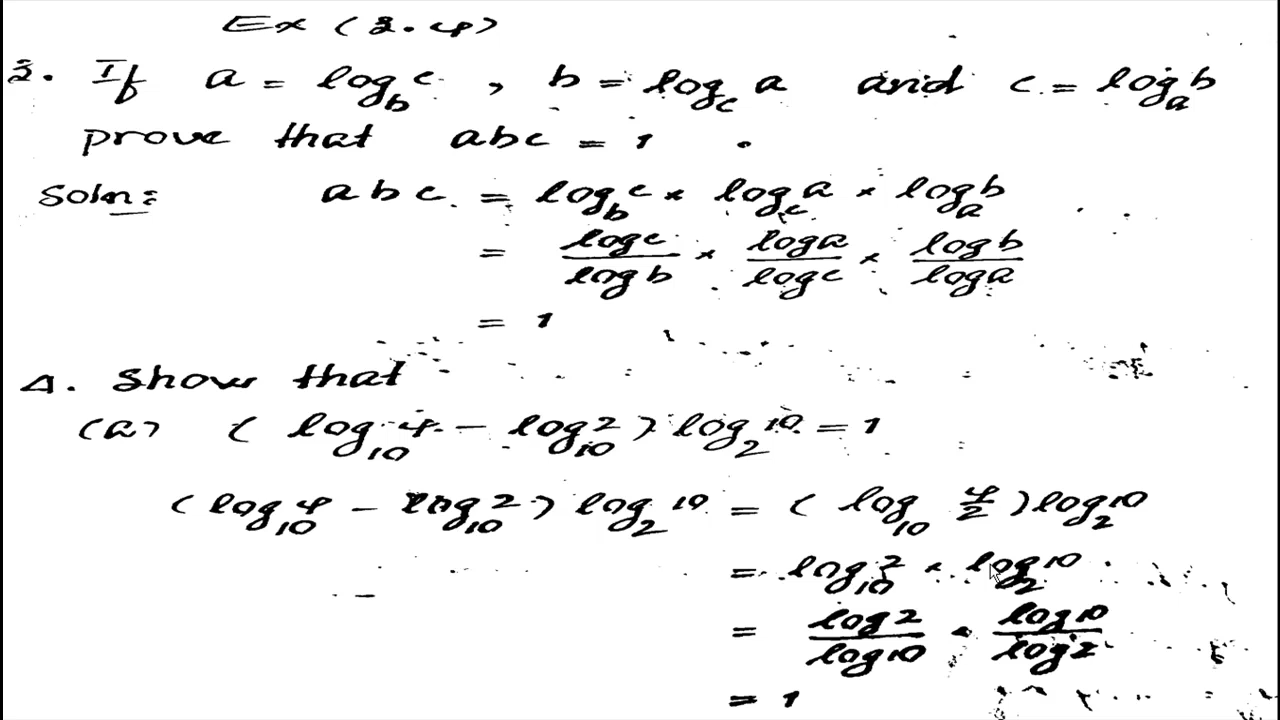 Ex (3.4)
3. If a = log_b c , b = log_c a and c = log_a b
prove that abc = 1 .
Soln: abc = log_b c × log_c a × log_a b
= log c / log b × log a / log c × log b / log a
= 1
4. Show that
(a) ( log_10 4 - log_10 2 ) log_2 10 = 1
( log_10 4 - log_10 2 ) log_2 10 = ( log_10 4/2 ) log_2 10
= log_10 2 × log_2 10
= log 2 / log 10 × log 10 / log 2
= 1